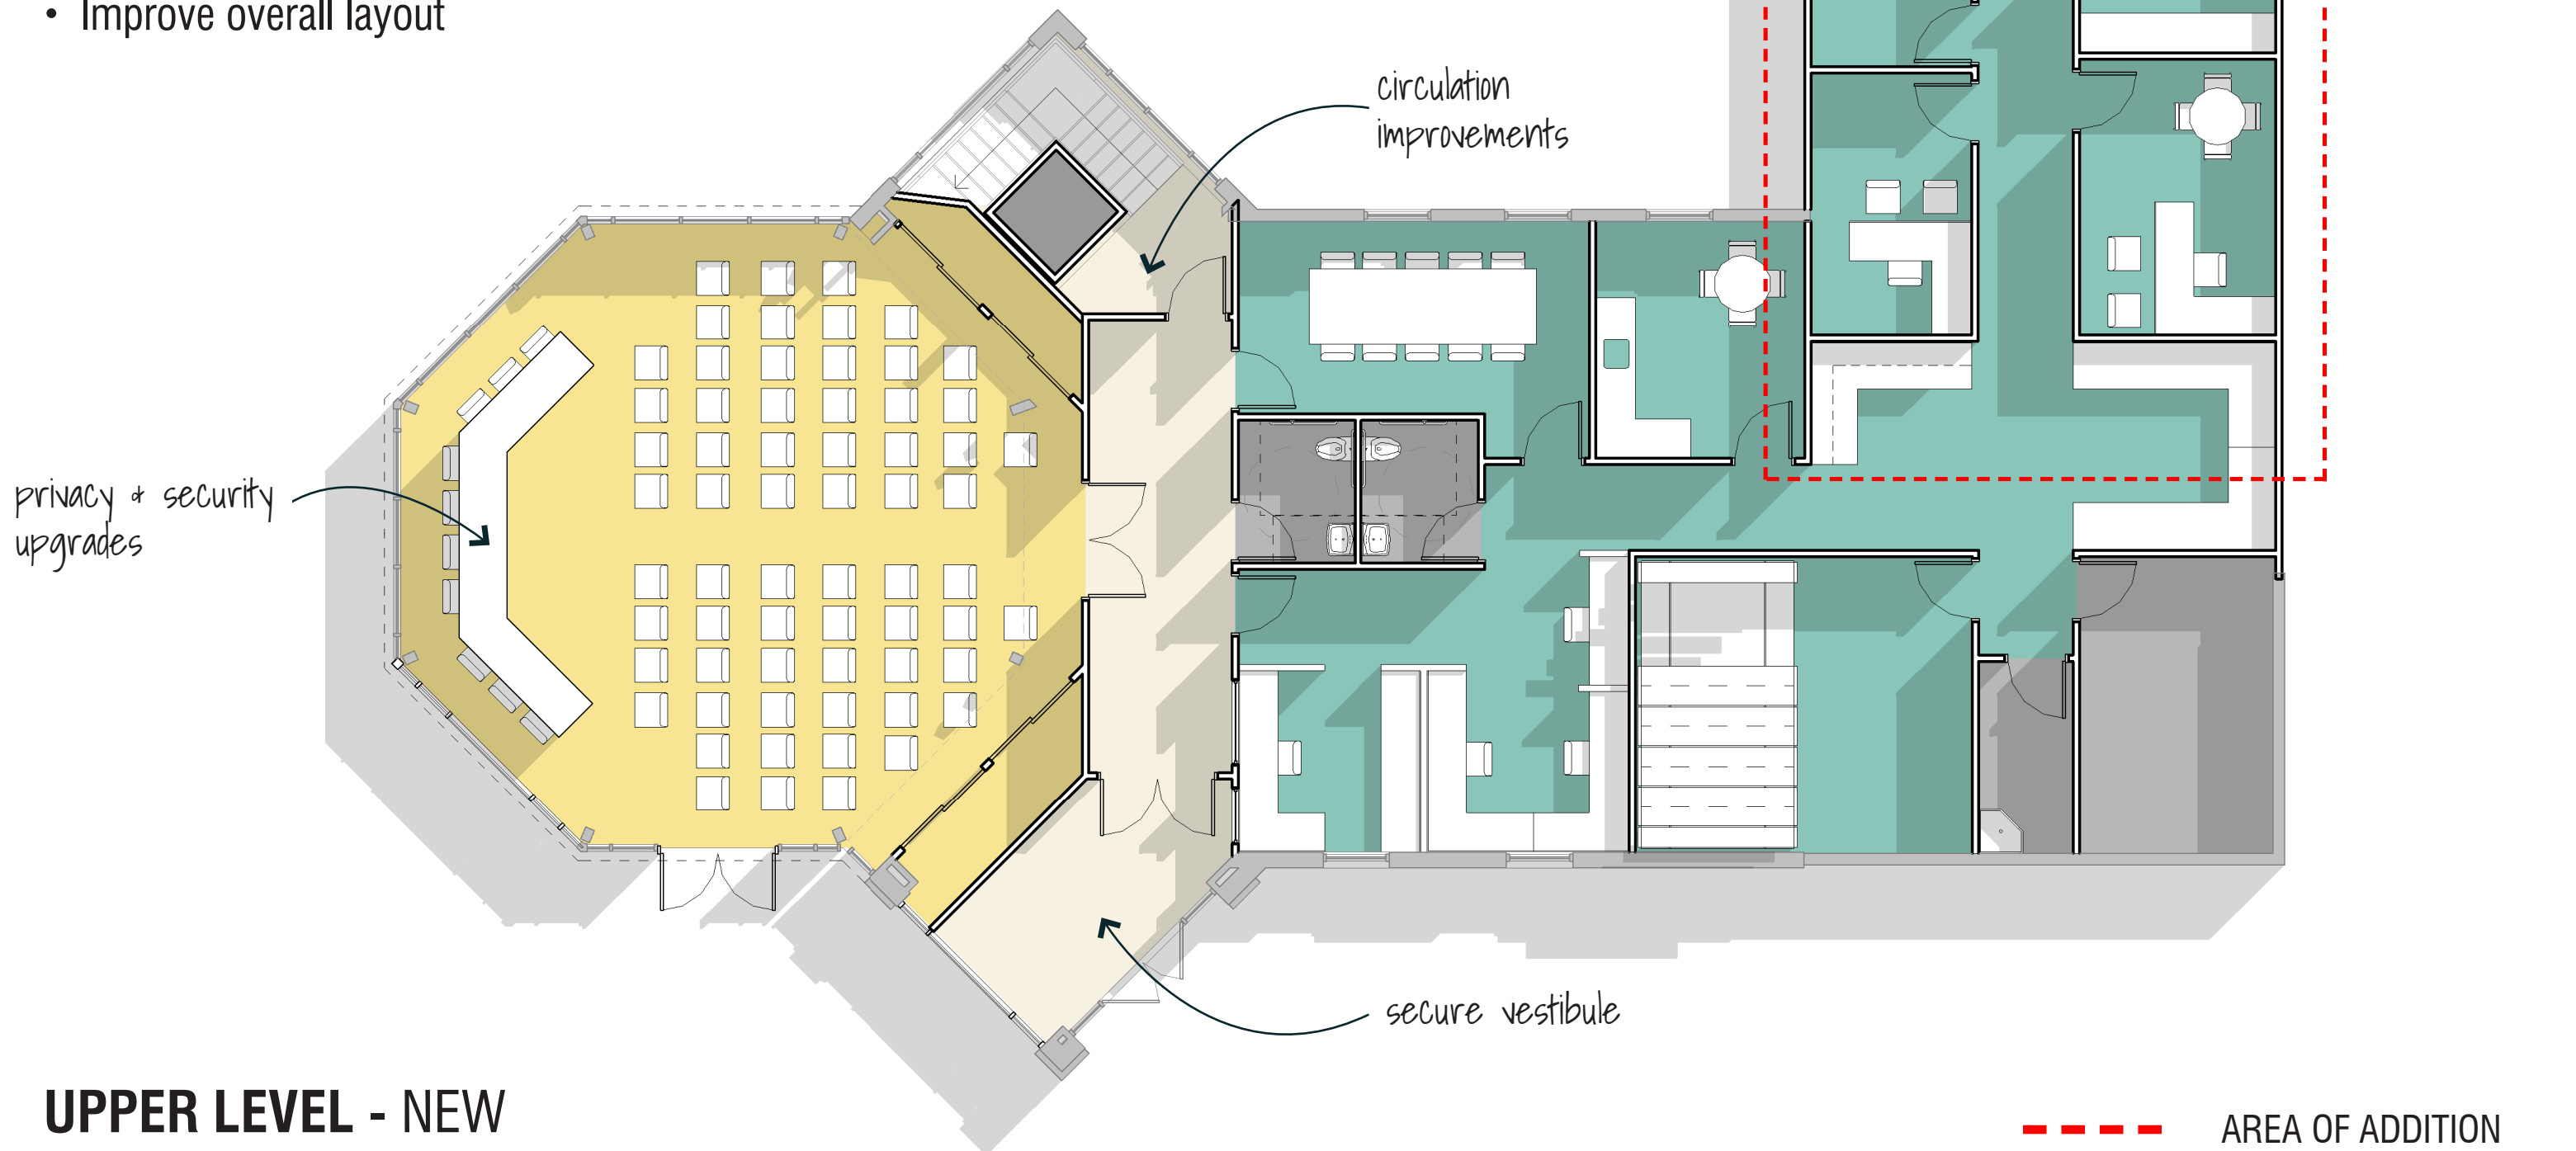 • Improve overall layout
circulation
improvements
privacy & security
upgrades
secure vestibule
UPPER LEVEL - NEW
AREA OF ADDITION